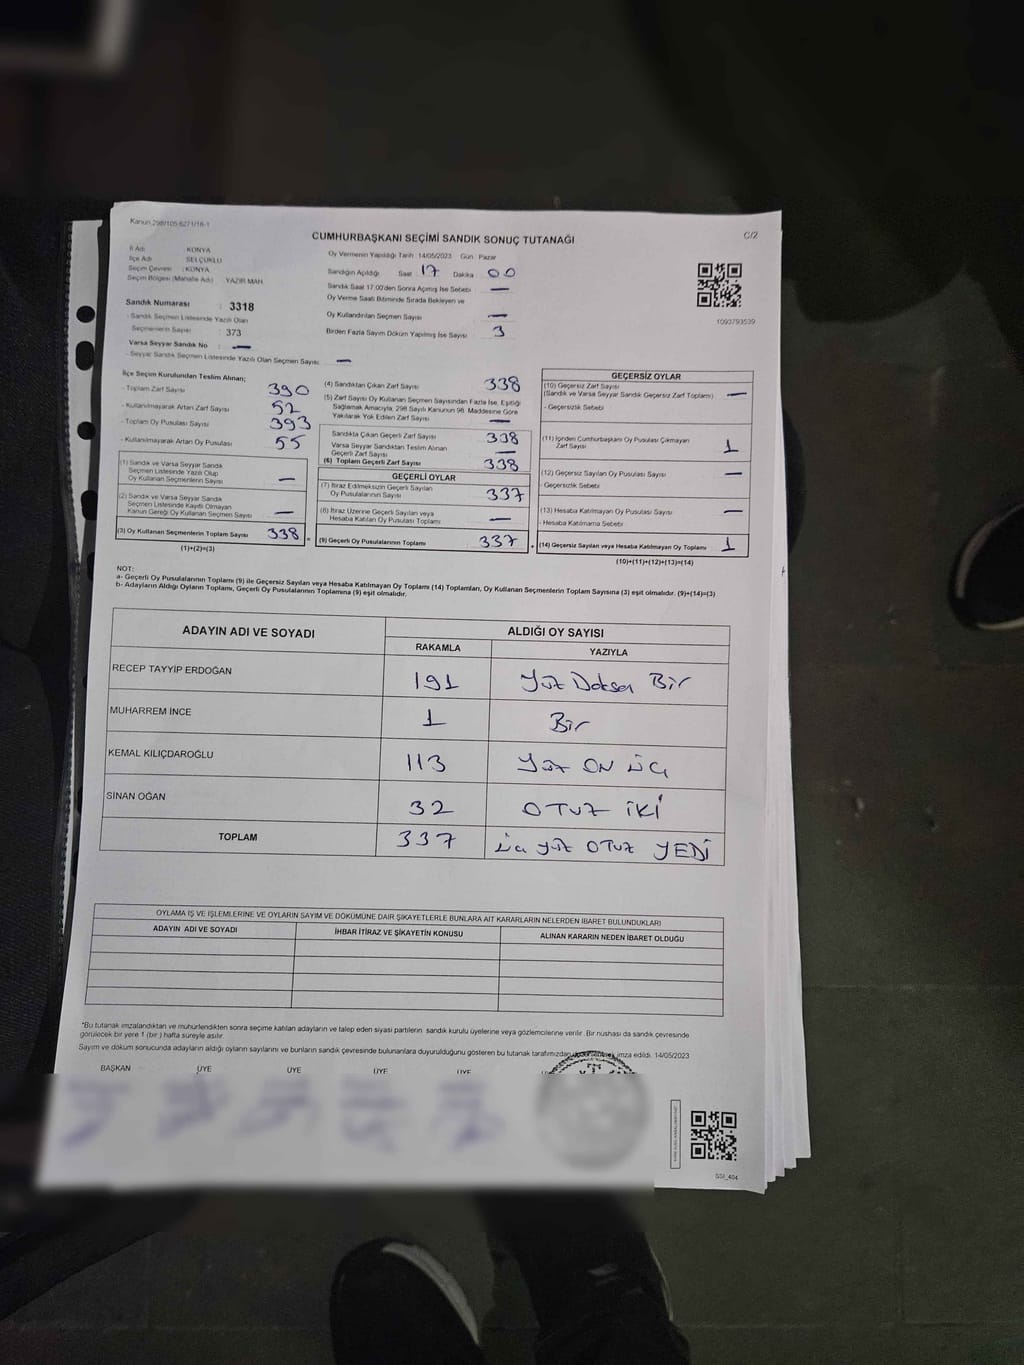 Kanun:298/105.6271/16-1
C/2
CUMHURBAŞKANI SEÇİMİ SANDIK SONUÇ TUTANAĞI
İl Adı : KONYA
İlçe Adı : SELÇUKLU
Seçim Çevresi : KONYA
Seçim Bölgesi (Mahalle Adı) : YAZIR MAH.
Oy Vermenin Yapıldığı Tarih :14/05/2023 Gün : Pazar
Sandığın Açıldığı Saat : 17 Dakika : 00
Sandık Saat 17:00'den Sonra Açılmış İse Sebebi : —
Oy Verme Saati Bitiminde Sırada Bekleyen ve
Oy Kullandırılan Seçmen Sayısı : —
Birden Fazla Sayım Döküm Yapılmış İse Sayısı : 3
1093793539
Sandık Numarası : 3318
- Sandık Seçmen Listesinde Yazılı Olan
Seçmenlerin Sayısı : 373
Varsa Seyyar Sandık No : —
- Seyyar Sandık Seçmen Listesinde Yazılı Olan Seçmen Sayısı: —
İlçe Seçim Kurulundan Teslim Alınan;
- Toplam Zarf Sayısı : 390
- Kullanılmayarak Artan Zarf Sayısı : 52
- Toplam Oy Pusulası Sayısı : 393
- Kullanılmayarak Artan Oy Pusulası : 55
(1) Sandık ve Varsa Seyyar Sandık
Seçmen Listesinde Yazılı Olup
Oy Kullanan Seçmenlerin Sayısı : —
(2) Sandık ve Varsa Seyyar Sandık
Seçmen Listesinde Kayıtlı Olmayan
Kanun Gereği Oy Kullanan Seçmen Sayısı : —
(3) Oy Kullanan Seçmenlerin Toplam Sayısı : 338 =
(1)+(2)=(3)
(4) Sandıktan Çıkan Zarf Sayısı : 338
(5) Zarf Sayısı Oy Kullanan Seçmen Sayısından Fazla İse, Eşitliği
Sağlamak Amacıyla, 298 Sayılı Kanunun 98. Maddesine Göre
Yakılarak Yok Edilen Zarf Sayısı : —
Sandıkta Çıkan Geçerli Zarf Sayısı : 338
Varsa Seyyar Sandıktan Teslim Alınan
Geçerli Zarf Sayısı : —
(6) Toplam Geçerli Zarf Sayısı : 338
GEÇERLİ OYLAR
(7) İtiraz Edilmeksizin Geçerli Sayılan
Oy Pusulalarının Sayısı : 337
(8) İtiraz Üzerine Geçerli Sayılan veya
Hesaba Katılan Oy Pusulası Toplamı : —
(9) Geçerli Oy Pusulalarının Toplamı : 337 +
GEÇERSİZ OYLAR
(10) Geçersiz Zarf Sayısı
(Sandık ve Varsa Seyyar Sandık Geçersiz Zarf Toplamı) : —
- Geçersizlik Sebebi :
(11) İçinden Cumhurbaşkanı Oy Pusulası Çıkmayan
Zarf Sayısı : 1
(12) Geçersiz Sayılan Oy Pusulası Sayısı : —
- Geçersizlik Sebebi :
(13) Hesaba Katılmayan Oy Pusulası Sayısı : —
- Hesaba Katılmama Sebebi :
(14) Geçersiz Sayılan veya Hesaba Katılmayan Oy Toplamı : 1
(10)+(11)+(12)+(13)=(14)
NOT:
a- Geçerli Oy Pusulalarının Toplamı (9) ile Geçersiz Sayılan veya Hesaba Katılmayan Oy Toplamı (14) Toplamları, Oy Kullanan Seçmenlerin Toplam Sayısına (3) eşit olmalıdır. (9)+(14)=(3)
b- Adayların Aldığı Oyların Toplamı, Geçerli Oy Pusulalarının Toplamına (9) eşit olmalıdır.
ADAYIN ADI VE SOYADI
ALDIĞI OY SAYISI
RAKAMLA YAZIYLA
RECEP TAYYİP ERDOĞAN 191 Yüz Doksan Bir
MUHARREM İNCE 1 Bir
KEMAL KILIÇDAROĞLU 113 Yüz ON ÜÇ
SİNAN OĞAN 32 OTUZ İKİ
TOPLAM 337 üç yüz OTUZ YEDİ
OYLAMA İŞ VE İŞLEMLERİNE VE OYLARIN SAYIM VE DÖKÜMÜNE DAİR ŞİKAYETLERLE BUNLARA AİT KARARLARIN NELERDEN İBARET BULUNDUKLARI
ADAYIN ADI VE SOYADI İHBAR İTİRAZ VE ŞİKAYETİN KONUSU ALINAN KARARIN NEDEN İBARET OLDUĞU
*Bu tutanak imzalandıktan ve mühürlendikten sonra seçime katılan adayların ve talep eden siyasi partilerin sandık kurulu üyelerine veya gözlemcilerine verilir. Bir nüshası da sandık çevresinde
görülecek bir yere 1 (bir ) hafta süreyle asılır.
Sayım ve döküm sonucunda adayların aldığı oyların sayılarını ve bunların sandık çevresinde bulunanlara duyurulduğunu gösteren bu tutanak tarafımızdan imza edildi. 14/05/2023
BAŞKAN ÜYE ÜYE ÜYE ÜYE
SSI_404